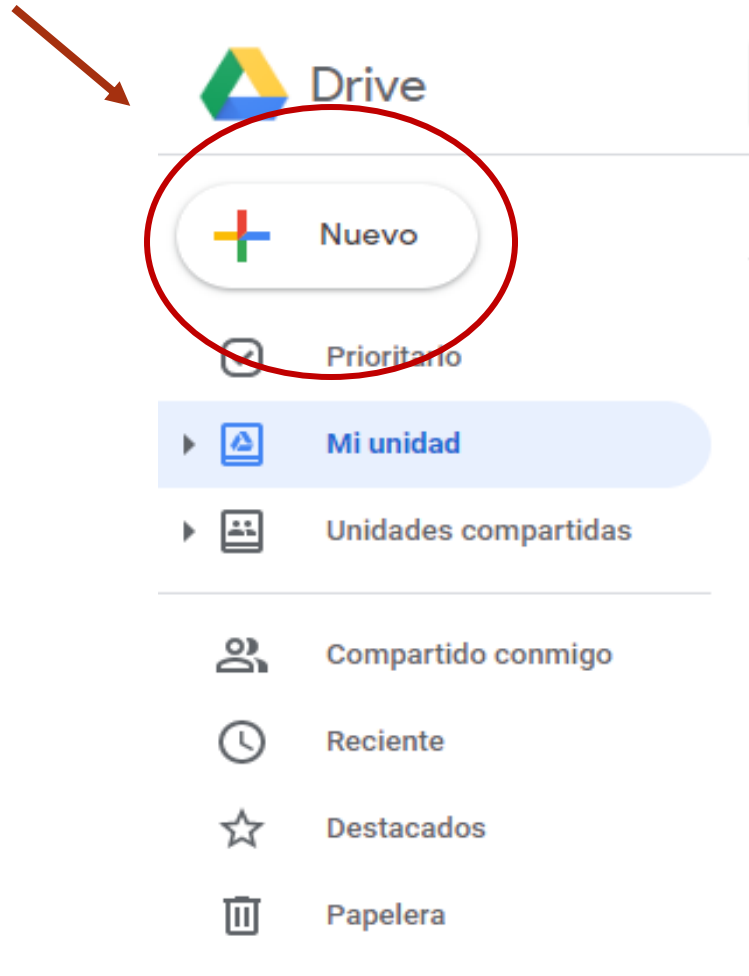 Drive
Nuevo
Prioritario
Mi unidad
Unidades compartidas
Compartido conmigo
Reciente
Destacados
Papelera